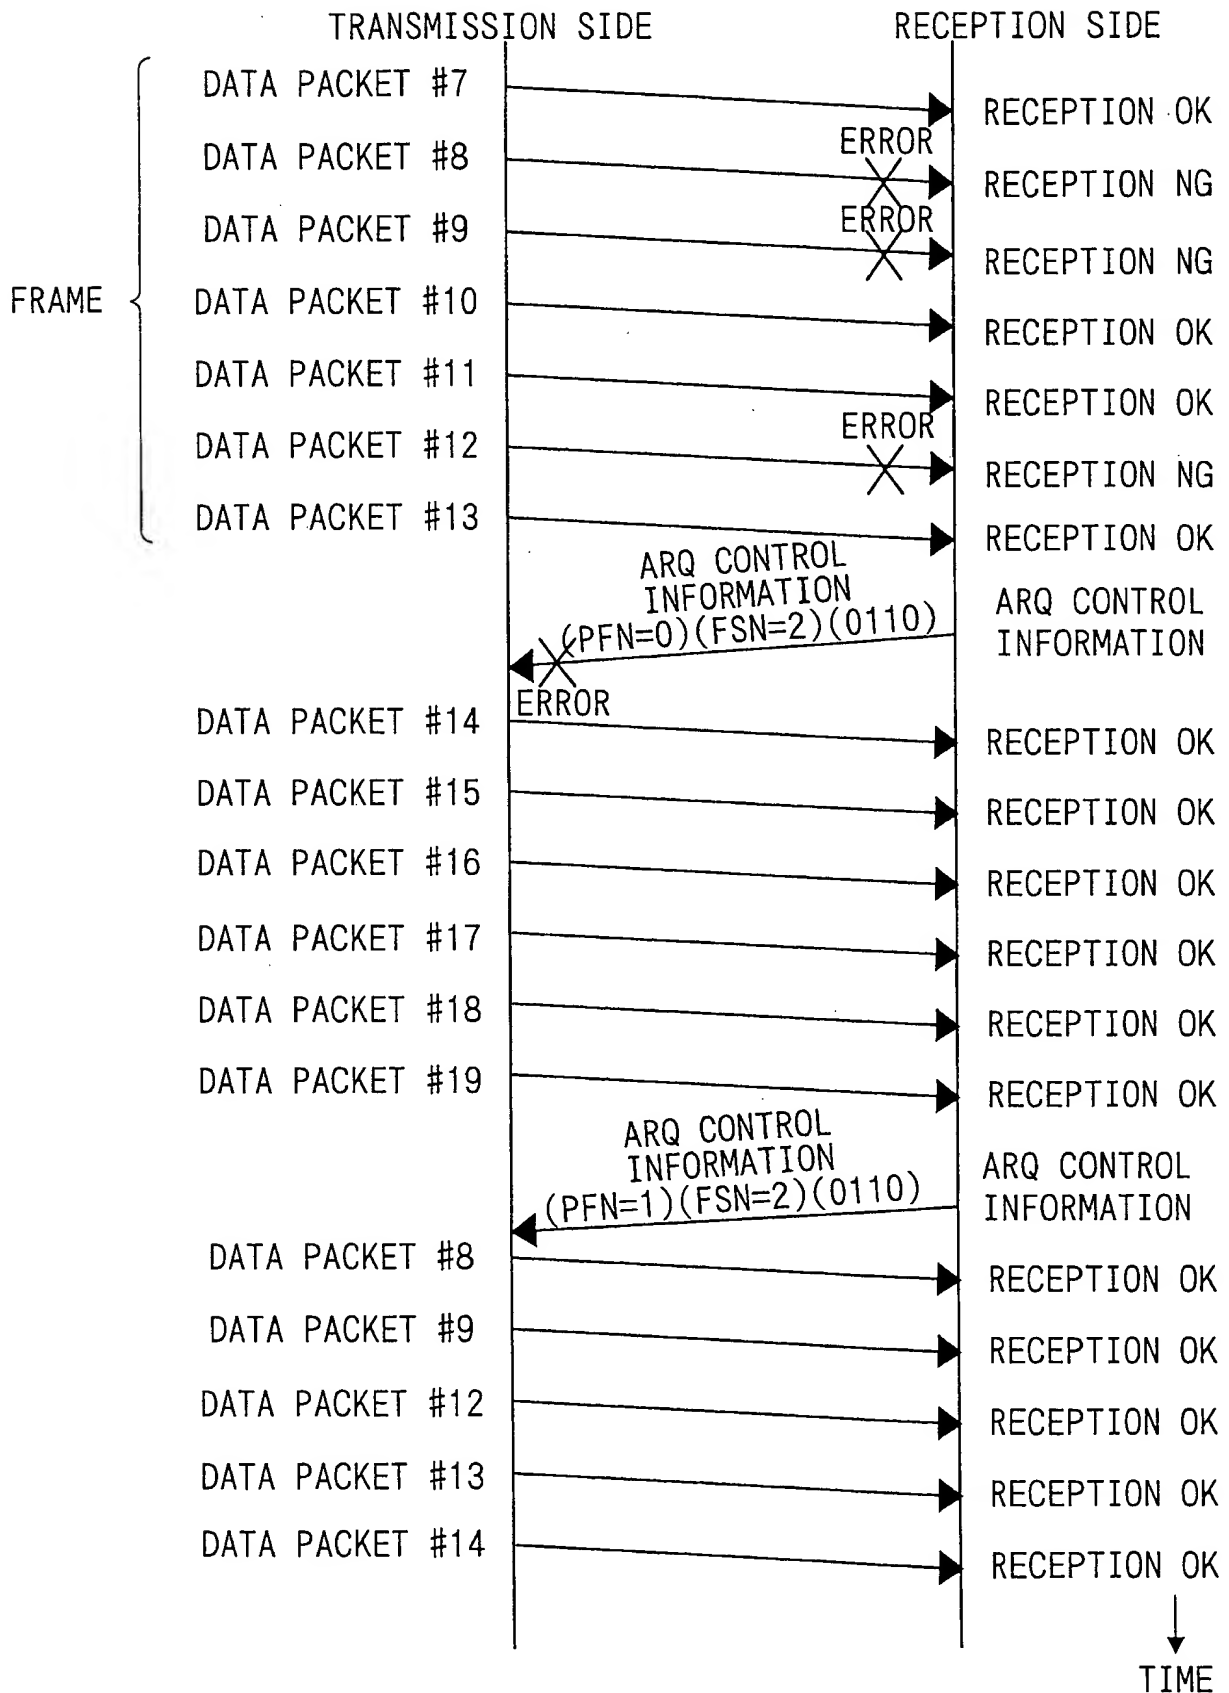 TRANSMISSION SIDE RECEPTION SIDE
DATA PACKET #7
RECEPTION OK
ERROR
DATA PACKET #8
RECEPTION NG
ERROR
DATA PACKET #9
RECEPTION NG
FRAME
DATA PACKET #10
RECEPTION OK
DATA PACKET #11
RECEPTION OK
ERROR
DATA PACKET #12
RECEPTION NG
DATA PACKET #13
RECEPTION OK
ARQ CONTROL
INFORMATION
(PFN=0)(FSN=2)(0110)
ARQ CONTROL
INFORMATION
ERROR
DATA PACKET #14
RECEPTION OK
DATA PACKET #15
RECEPTION OK
DATA PACKET #16
RECEPTION OK
DATA PACKET #17
RECEPTION OK
DATA PACKET #18
RECEPTION OK
DATA PACKET #19
RECEPTION OK
ARQ CONTROL
INFORMATION
(PFN=1)(FSN=2)(0110)
ARQ CONTROL
INFORMATION
DATA PACKET #8
RECEPTION OK
DATA PACKET #9
RECEPTION OK
DATA PACKET #12
RECEPTION OK
DATA PACKET #13
RECEPTION OK
DATA PACKET #14
RECEPTION OK
TIME